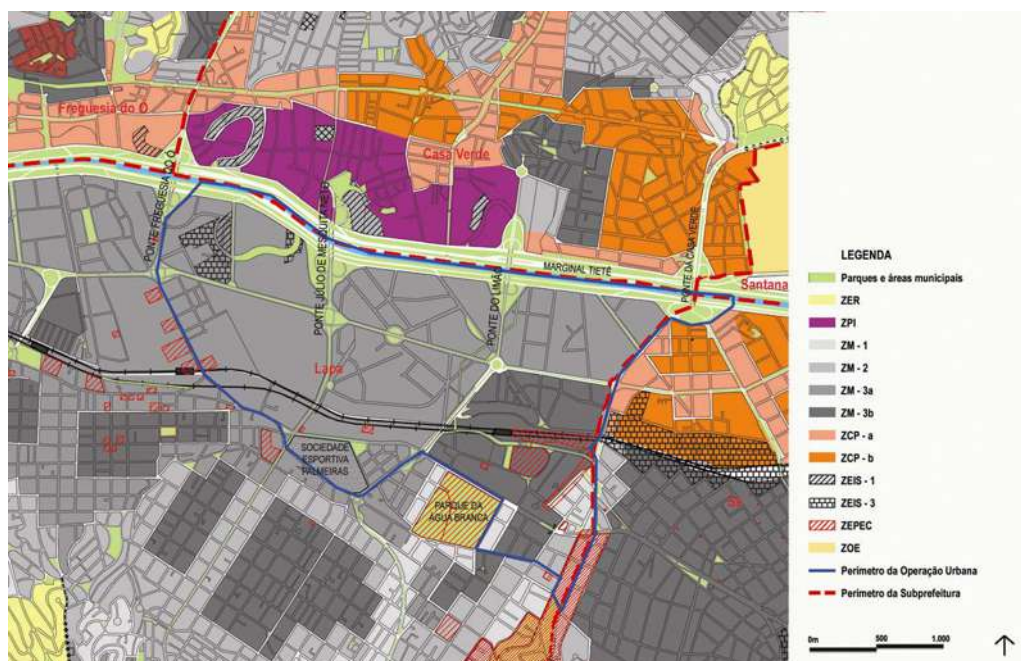 Freguesia do Ó
Casa Verde
PONTE FREGUESIA DO Ó
PONTE JÚLIO DE MESQUITA NETO
PONTE DO LIMÃO
PONTE DA CASA VERDE
MARGINAL TIETÊ
Santana
Lapa
SOCIEDADE
ESPORTIVA
PALMEIRAS
PARQUE DA
ÁGUA BRANCA
Sé
LEGENDA
Parques e áreas municipais
ZER
ZPI
ZM - 1
ZM - 2
ZM - 3a
ZM - 3b
ZCP - a
ZCP - b
ZEIS - 1
ZEIS - 3
ZEPEC
ZOE
Perímetro da Operação Urbana
Perímetro da Subprefeitura
0m 500 1.000